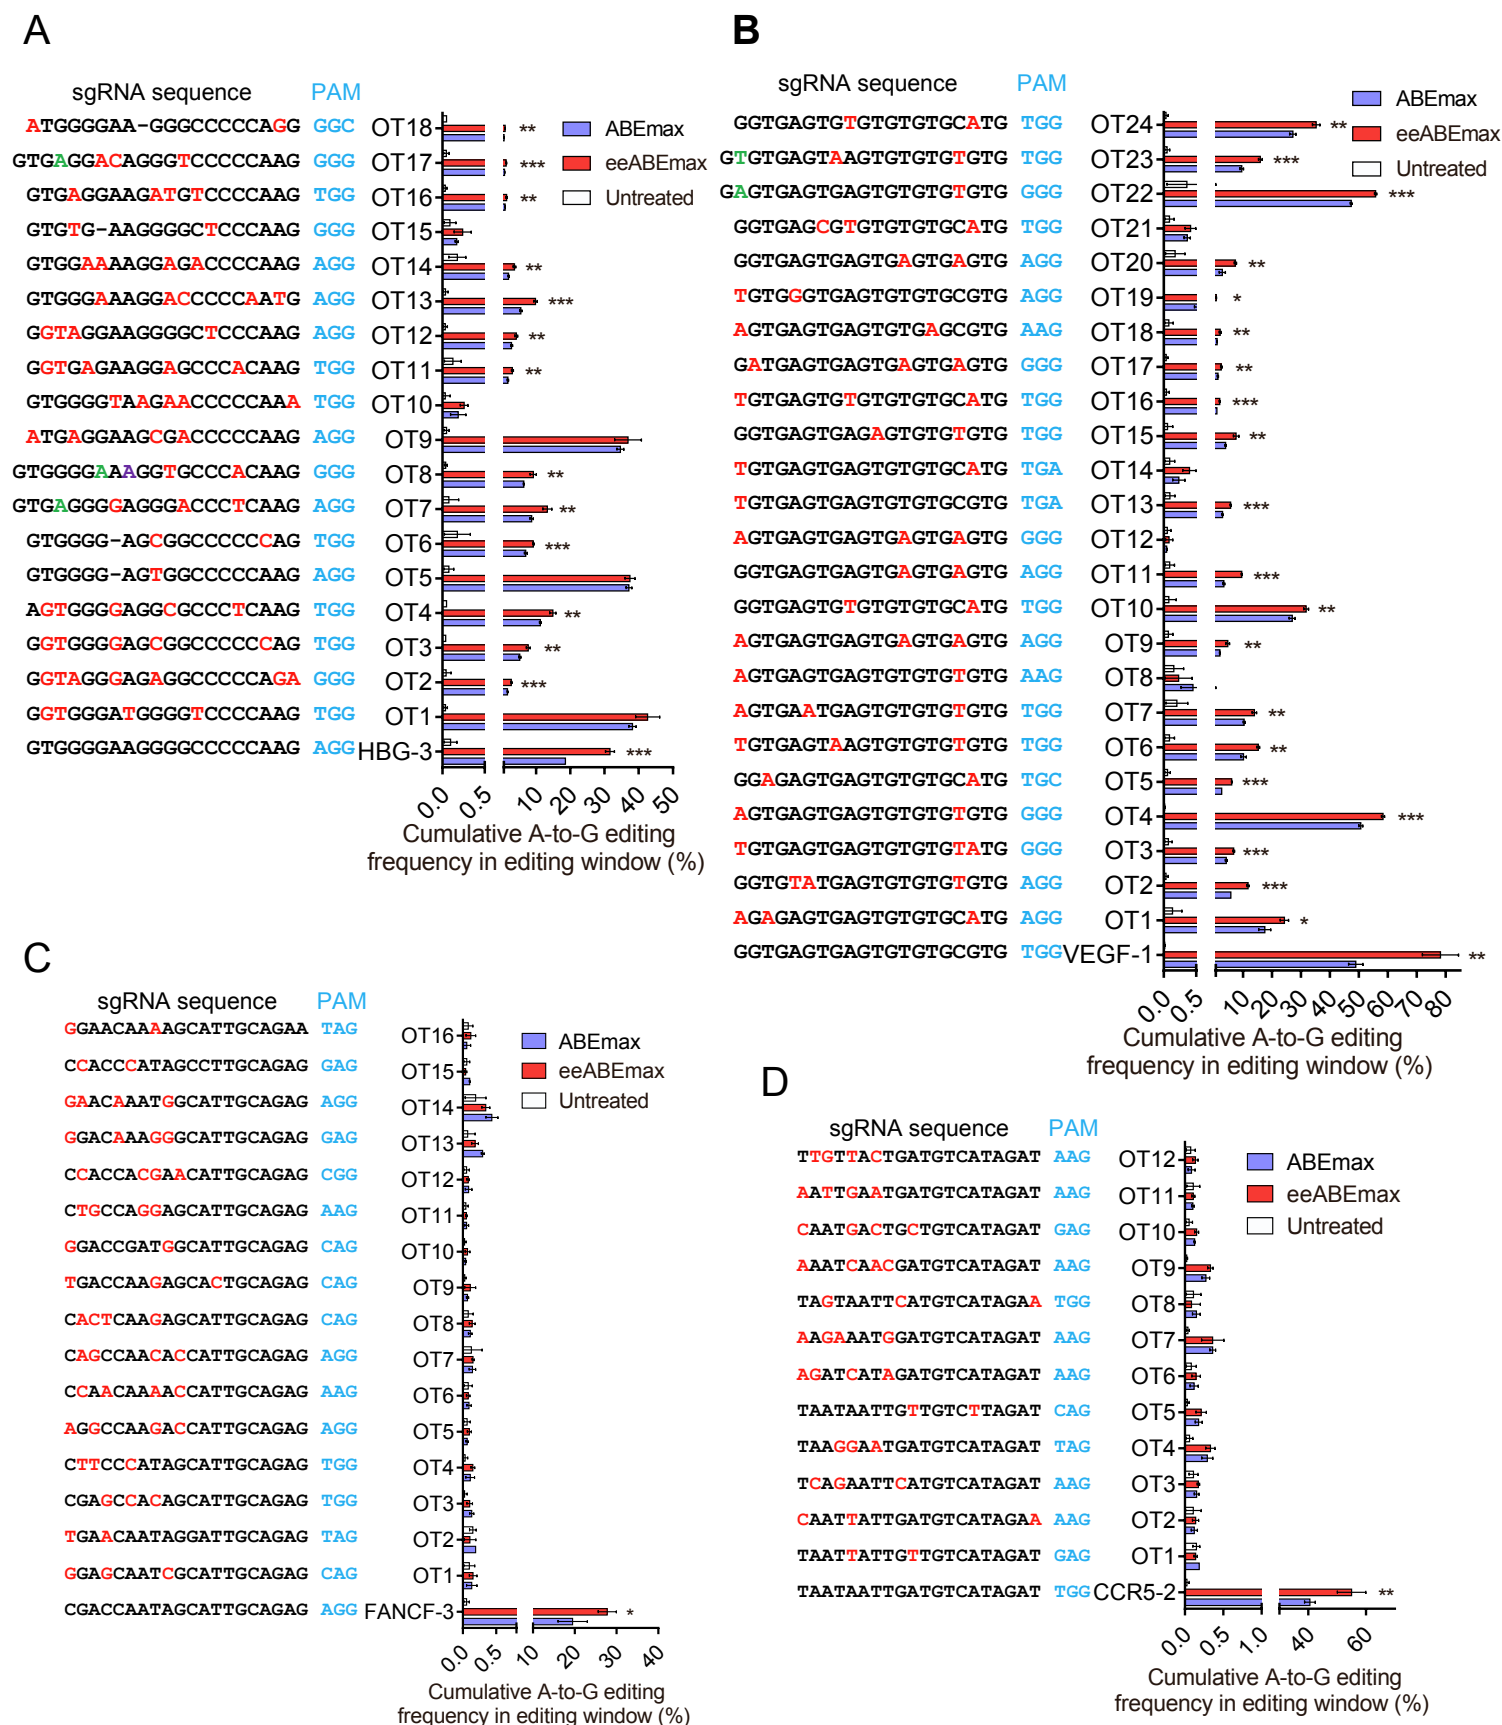 A
sgRNA sequence PAM
ABEmax
eeABEmax
Untreated
ATGGGGAA-GGGCCCCCAGG GGC OT18 **
GTGAGGACAGGGTCCCCCAAG GGG OT17 ***
GTGAGGAAGATGTCCCCAAG TGG OT16 **
GTGTG-AAGGGGCTCCCAAG GGG OT15
GTGGAAAAGGAGACCCCAAG AGG OT14 **
GTGGGAAAGGACCCCCAATG AGG OT13 ***
GGTAGGAAGGGGCTCCCAAG AGG OT12 **
GGTGAGAAGGAGCCCACAAG TGG OT11 **
GTGGGGTAAGAACCCCCAAA TGG OT10
ATGAGGAAGCGACCCCCAAG AGG OT9
GTGGGGAAAGGTGCCCACAAG GGG OT8 **
GTGAGGGGAGGGACCCTCAAG AGG OT7 **
GTGGGG-AGCGGCCCCCCAG TGG OT6 ***
GTGGGG-AGTGGCCCCCAAG AGG OT5
AGTGGGGAGGCGCCCTCAAG TGG OT4 **
GGTGGGGAGCGGCCCCCCAG TGG OT3 **
GGTAGGGAGAGGCCCCCAGA GGG OT2 ***
GGTGGGATGGGGTCCCCAAG TGG OT1
GTGGGGAAGGGGCCCCCAAG AGG HBG-3 ***
0.0 0.5 10 20 30 40 50
Cumulative A-to-G editing
frequency in editing window (%)
B
sgRNA sequence PAM
ABEmax
eeABEmax
Untreated
GGTGAGTGTGTGTGTGCATG TGG OT24 **
GTGTGAGTAAGTGTGTGTGTG TGG OT23 ***
GAGTGAGTGAGTGTGTGTGTG GGG OT22 ***
GGTGAGCGTGTGTGTGCATG TGG OT21
GGTGAGTGAGTGAGTGAGTG AGG OT20 **
TGTGGGTGAGTGTGTGCGTG AGG OT19 *
AGTGAGTGAGTGTGAGCGTG AAG OT18 **
GATGAGTGAGTGAGTGAGTG GGG OT17 **
TGTGAGTGTGTGTGTGCATG TGG OT16 ***
GGTGAGTGAGAGTGTGTGTG TGG OT15 **
TGTGAGTGAGTGTGTGCATG TGA OT14
TGTGAGTGAGTGTGTGCGTG TGA OT13 ***
AGTGAGTGAGTGAGTGAGTG GGG OT12
GGTGAGTGAGTGAGTGAGTG AGG OT11 ***
GGTGAGTGTGTGTGTGCATG TGG OT10 **
AGTGAGTGAGTGAGTGAGTG AGG OT9 **
AGTGAGTGAGTGTGTGTGTG AAG OT8
AGTGAATGAGTGTGTGTGTG TGG OT7 **
TGTGAGTAAGTGTGTGTGTG TGG OT6 **
GGAGAGTGAGTGTGTGCATG TGC OT5 ***
AGTGAGTGAGTGTGTGTGTG GGG OT4 ***
TGTGAGTGAGTGTGTGTATG GGG OT3 ***
GGTGTATGAGTGTGTGTGTG AGG OT2 ***
AGAGAGTGAGTGTGTGCATG AGG OT1 *
GGTGAGTGAGTGTGTGCGTG TGG VEGF-1 **
0.0 0.5 10 20 30 40 50 60 70 80
Cumulative A-to-G editing
frequency in editing window (%)
C
sgRNA sequence PAM
ABEmax
eeABEmax
Untreated
GGAACAAAAGCATTGCAGAA TAG OT16
CCACCCATAGCCTTGCAGAG GAG OT15
GAACAAATGGCATTGCAGAG AGG OT14
GGACAAAGGGCATTGCAGAG GAG OT13
CCACCACGAACATTGCAGAG CGG OT12
CTGCCAGGAGCATTGCAGAG AAG OT11
GGACCGATGGCATTGCAGAG CAG OT10
TGACCAAGAGCACTGCAGAG CAG OT9
CACTCAAGAGCATTGCAGAG CAG OT8
CAGCCAACACCATTGCAGAG AGG OT7
CCAACAAAACCATTGCAGAG AAG OT6
AGGCCAAGACCATTGCAGAG AGG OT5
CTTCCCATAGCATTGCAGAG TGG OT4
CGAGCCACAGCATTGCAGAG TGG OT3
TGAACAATAGGATTGCAGAG TAG OT2
GGAGCAATCGCATTGCAGAG CAG OT1
CGACCAATAGCATTGCAGAG AGG FANCF-3 *
0.0 0.5 10 20 30 40
Cumulative A-to-G editing
frequency in editing window (%)
D
sgRNA sequence PAM
ABEmax
eeABEmax
Untreated
TTGTTACTGATGTCATAGAT AAG OT12
AATTGAATGATGTCATAGAT AAG OT11
CAATGACTGCTGTCATAGAT GAG OT10
AAATCAACGATGTCATAGAT AAG OT9
TAGTAATTCATGTCATAGAA TGG OT8
AAGAAATGGATGTCATAGAT AAG OT7
AGATCATAGATGTCATAGAT AAG OT6
TAATAATTGTTGTCTTAGAT CAG OT5
TAAGGAATGATGTCATAGAT TAG OT4
TCAGAATTCATGTCATAGAT AAG OT3
CAATTATTGATGTCATAGAA AAG OT2
TAATTATTGTTGTCATAGAT GAG OT1
TAATAATTGATGTCATAGAT TGG CCR5-2 **
0.0 0.5 1.0 40 60
Cumulative A-to-G editing
frequency in editing window (%)